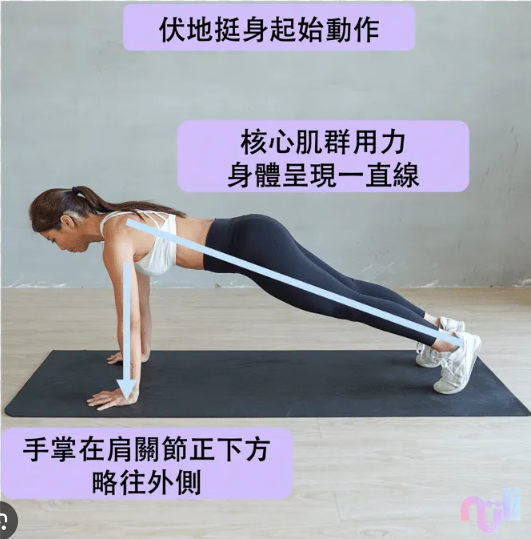 伏地挺身起始動作
核心肌群用力
身體呈現一直線
手掌在肩關節正下方
略往外側